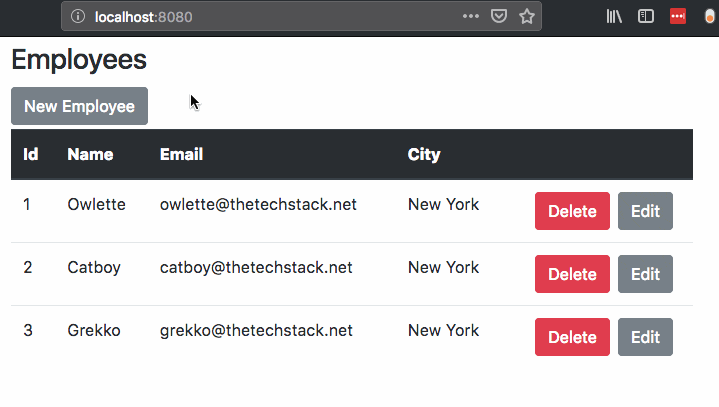 localhost:8080
Employees
New Employee
Id Name Email City
1 Owlette owlette@thetechstack.net New York Delete Edit
2 Catboy catboy@thetechstack.net New York Delete Edit
3 Grekko grekko@thetechstack.net New York Delete Edit